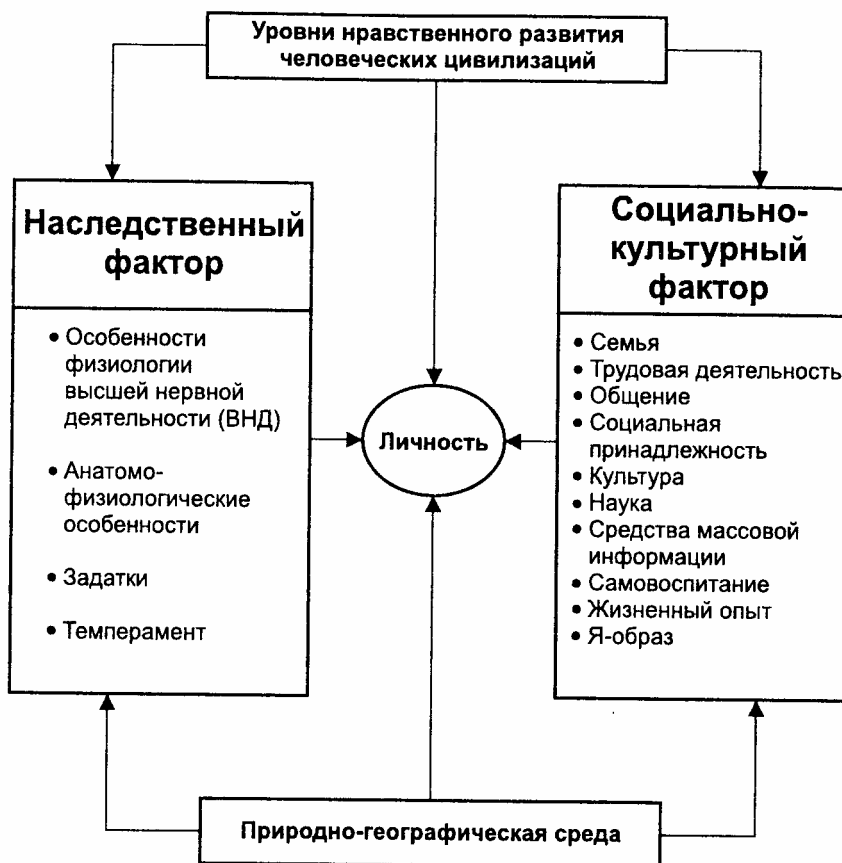 Уровни нравственного развития
человеческих цивилизаций
Наследственный
фактор
• Особенности
физиологии
высшей нервной
деятельности (ВНД)
• Анатомо-
физиологические
особенности
• Задатки
• Темперамент
Личность
Социально-
культурный
фактор
• Семья
• Трудовая деятельность
• Общение
• Социальная
принадлежность
• Культура
• Наука
• Средства массовой
информации
• Самовоспитание
• Жизненный опыт
• Я-образ
Природно-географическая среда